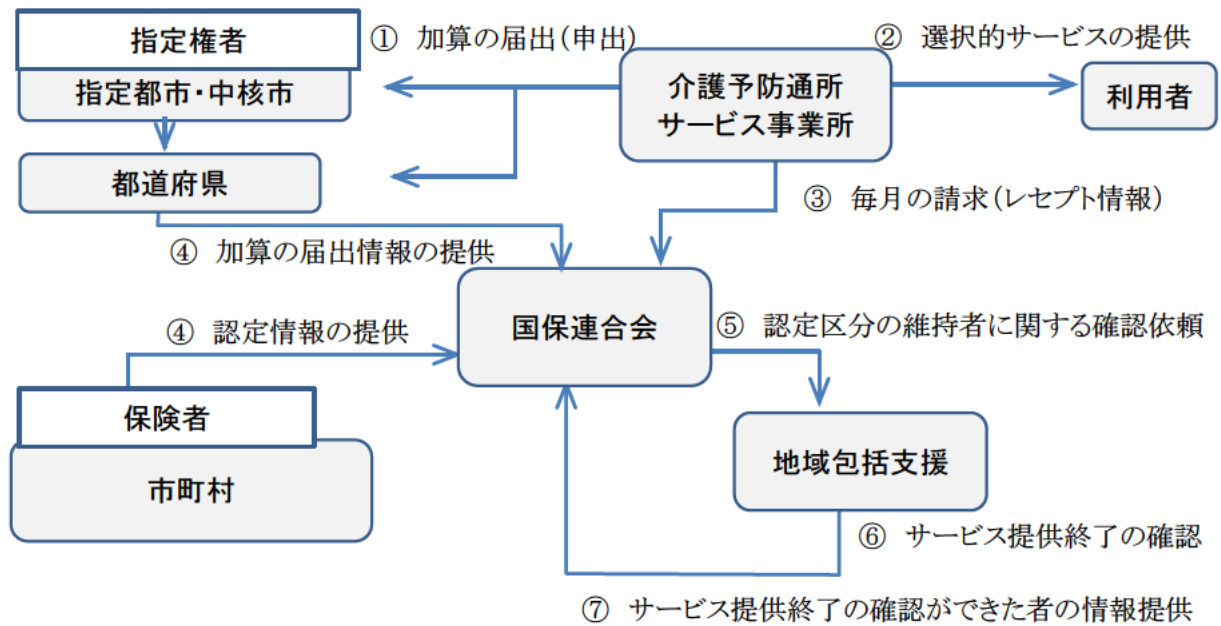 指定権者
① 加算の届出（申出）
② 選択的サービスの提供
指定都市・中核市
介護予防通所
サービス事業所
利用者
都道府県
③ 毎月の請求（レセプト情報）
④ 加算の届出情報の提供
国保連合会
④ 認定情報の提供
⑤ 認定区分の維持者に関する確認依頼
保険者
市町村
地域包括支援
⑥ サービス提供終了の確認
⑦ サービス提供終了の確認ができた者の情報提供